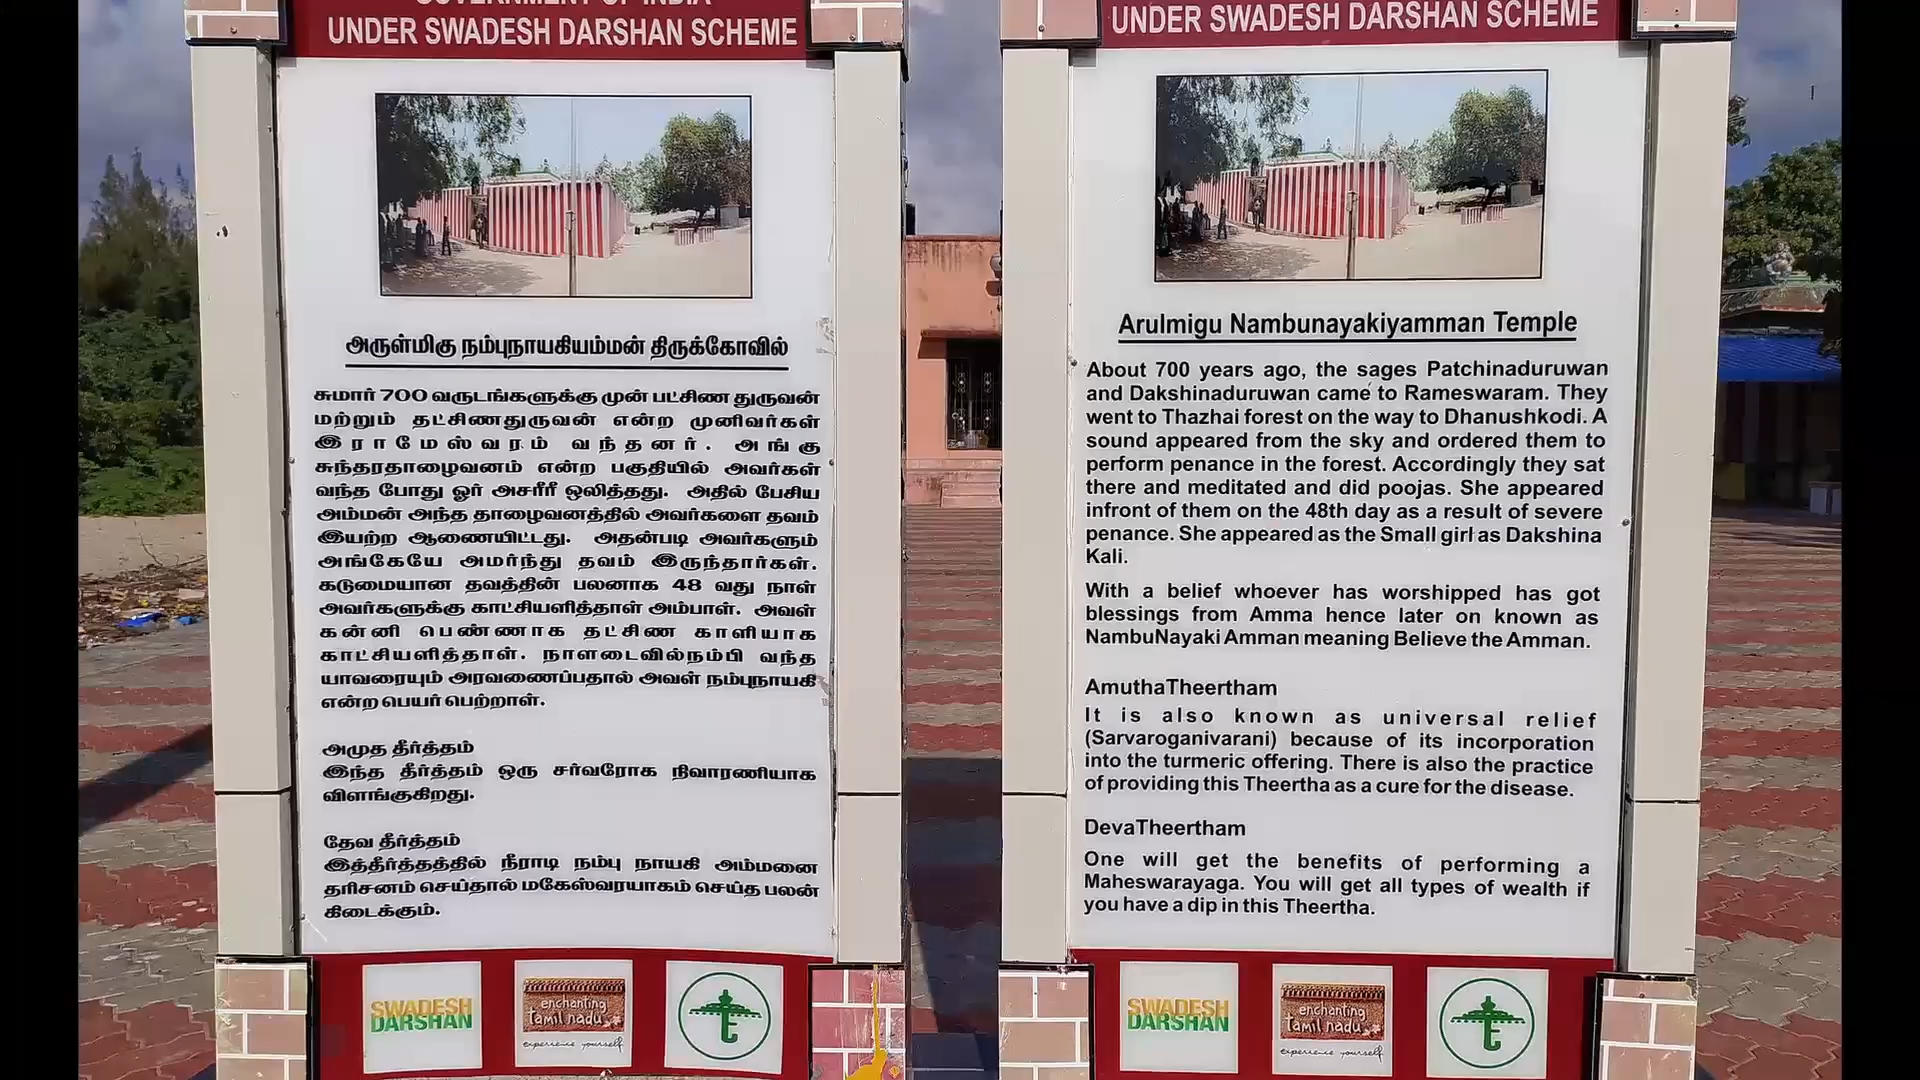 GOVERNMENT OF INDIA
UNDER SWADESH DARSHAN SCHEME
அருள்மிகு நம்புநாயகியம்மன் திருக்கோவில்
சுமார் 700 வருடங்களுக்கு முன் பட்சிண துருவன்
மற்றும் தட்சிணதுருவன் என்ற முனிவர்கள்
இராமேஸ்வரம் வந்தனர். அங்கு
சுந்தரதாழைவனம் என்ற பகுதியில் அவர்கள்
வந்த போது ஓர் அசரீரீ ஒலித்தது. அதில் பேசிய
அம்மன் அந்த தாழைவனத்தில் அவர்களை தவம்
இயற்ற ஆணையிட்டது. அதன்படி அவர்களும்
அங்கேயே அமர்ந்து தவம் இருந்தார்கள்.
கடுமையான தவத்தின் பலனாக 48 வது நாள்
அவர்களுக்கு காட்சியளித்தாள் அம்பாள். அவள்
கன்னி பெண்ணாக தட்சிண காளியாக
காட்சியளித்தாள். நாளடைவில்நம்பி வந்த
யாவரையும் அரவணைப்பதால் அவள் நம்புநாயகி
என்ற பெயர் பெற்றாள்.
அமுத தீர்த்தம்
இந்த தீர்த்தம் ஒரு சர்வரோக நிவாரணியாக
விளங்குகிறது.
தேவ தீர்த்தம்
இத்தீர்த்தத்தில் நீராடி நம்பு நாயகி அம்மனை
தரிசனம் செய்தால் மகேஸ்வரயாகம் செய்த பலன்
கிடைக்கும்.
SWADESH
DARSHAN
enchanting
tamil nadu
experience yourself
UNDER SWADESH DARSHAN SCHEME
Arulmigu Nambunayakiyamman Temple
About 700 years ago, the sages Patchinaduruwan
and Dakshinaduruwan came to Rameswaram. They
went to Thazhai forest on the way to Dhanushkodi. A
sound appeared from the sky and ordered them to
perform penance in the forest. Accordingly they sat
there and meditated and did poojas. She appeared
infront of them on the 48th day as a result of severe
penance. She appeared as the Small girl as Dakshina
Kali.
With a belief whoever has worshipped has got
blessings from Amma hence later on known as
NambuNayaki Amman meaning Believe the Amman.
AmuthaTheertham
It is also known as universal relief
(Sarvaroganivarani) because of its incorporation
into the turmeric offering. There is also the practice
of providing this Theertha as a cure for the disease.
DevaTheertham
One will get the benefits of performing a
Maheswarayaga. You will get all types of wealth if
you have a dip in this Theertha.
SWADESH
DARSHAN
enchanting
tamil nadu
experience yourself